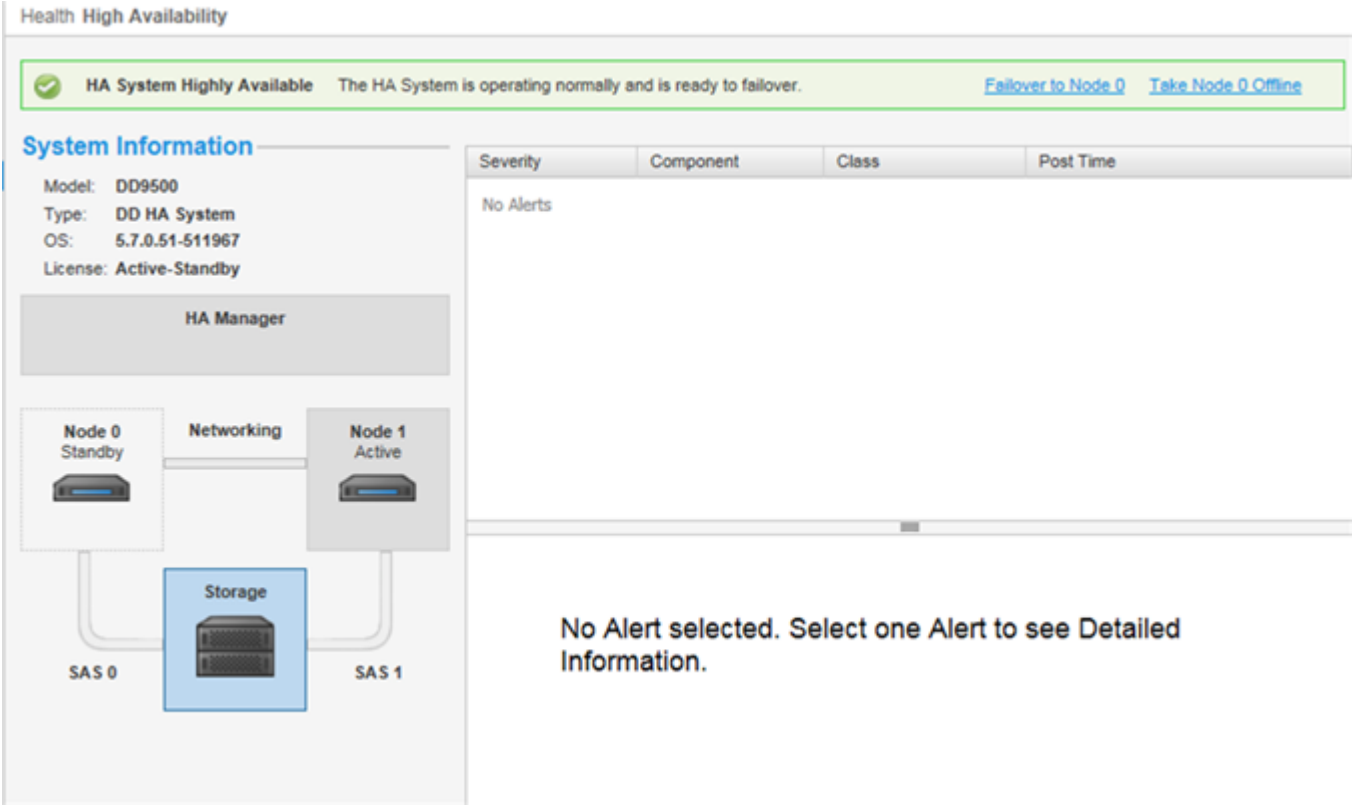 Health High Availability
HA System Highly Available The HA System is operating normally and is ready to failover. Failover to Node 0 Take Node 0 Offline
System Information
Model: DD9500
Type: DD HA System
OS: 5.7.0.51-511967
License: Active-Standby
HA Manager
Node 0
Standby
Networking
Node 1
Active
Storage
SAS 0
SAS 1
Severity Component Class Post Time
No Alerts
No Alert selected. Select one Alert to see Detailed
Information.